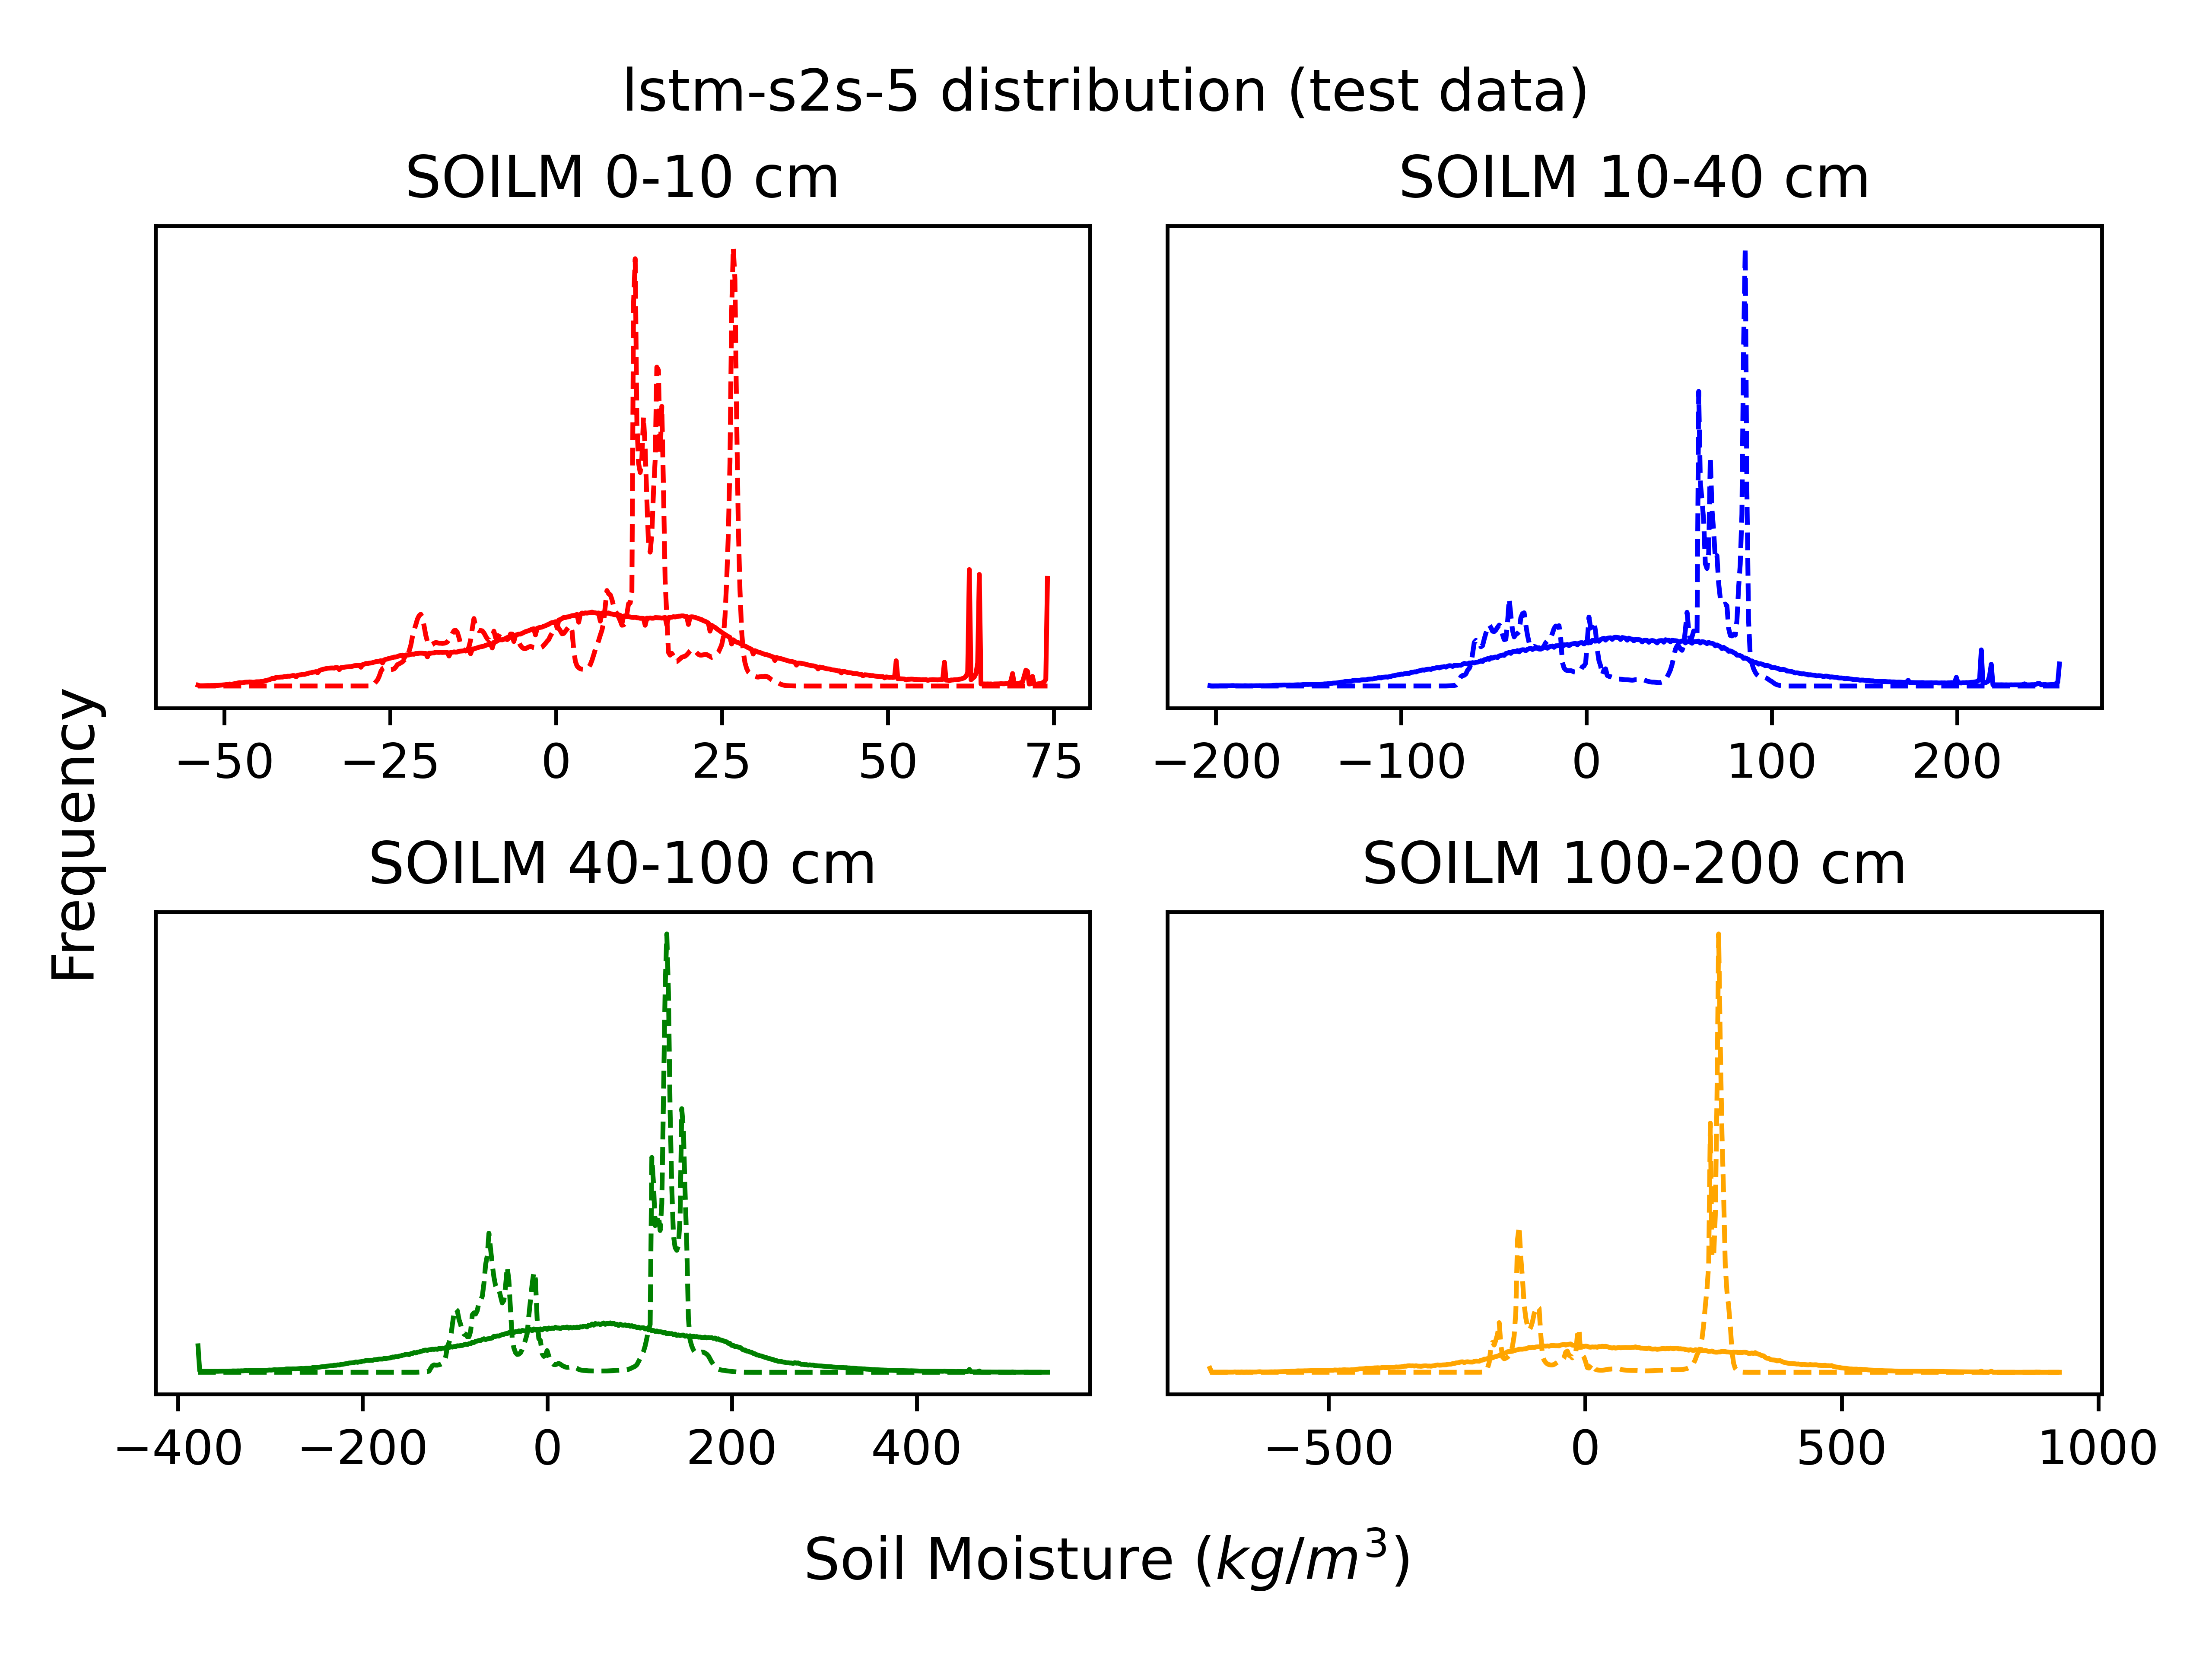 lstm-s2s-5 distribution (test data)
SOILM 0-10 cm
SOILM 10-40 cm
−50 −25 0 25 50 75
−200 −100 0 100 200
Frequency
SOILM 40-100 cm
SOILM 100-200 cm
−400 −200 0 200 400
−500 0 500 1000
Soil Moisture (kg/m³)